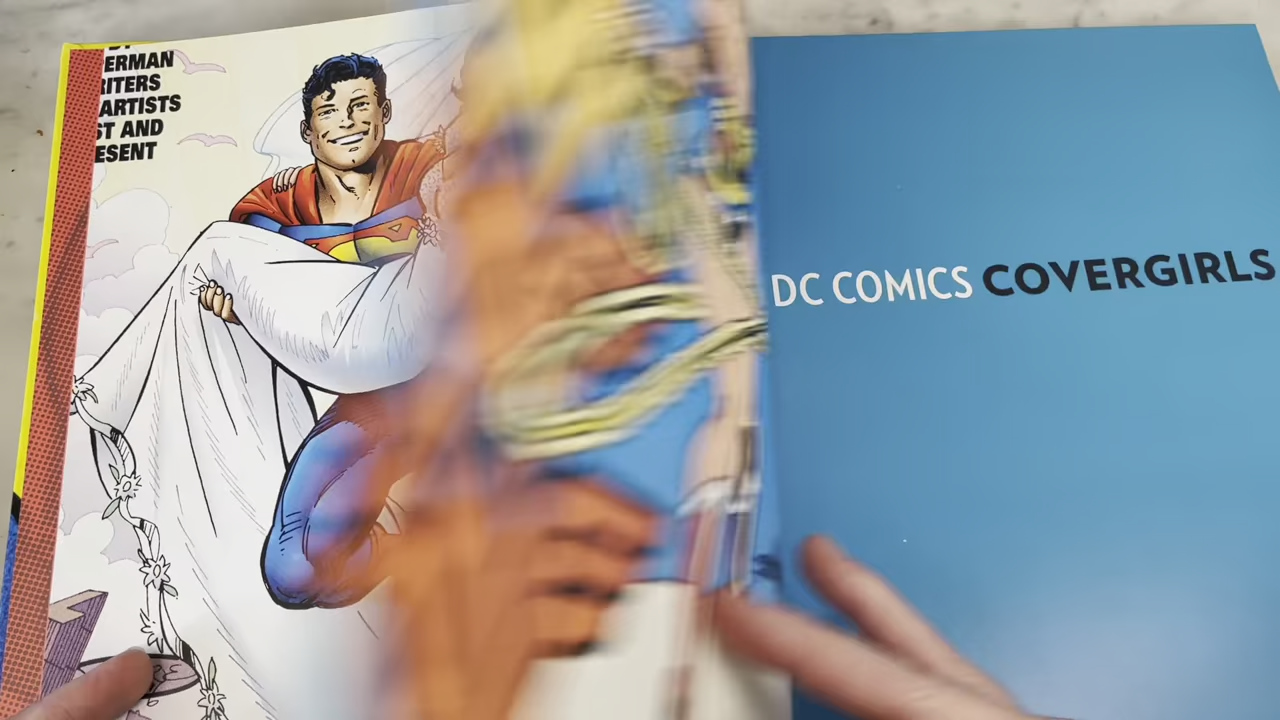 ERMAN
RITERS
ARTISTS
ST AND
ESENT
DC COMICS COVERGIRLS